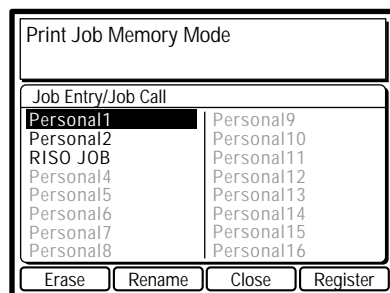 Print Job Memory Mode
Job Entry/Job Call
Personal1
Personal2
RISO JOB
Personal4
Personal5
Personal6
Personal7
Personal8
Personal9
Personal10
Personal11
Personal12
Personal13
Personal14
Personal15
Personal16
Erase Rename Close Register